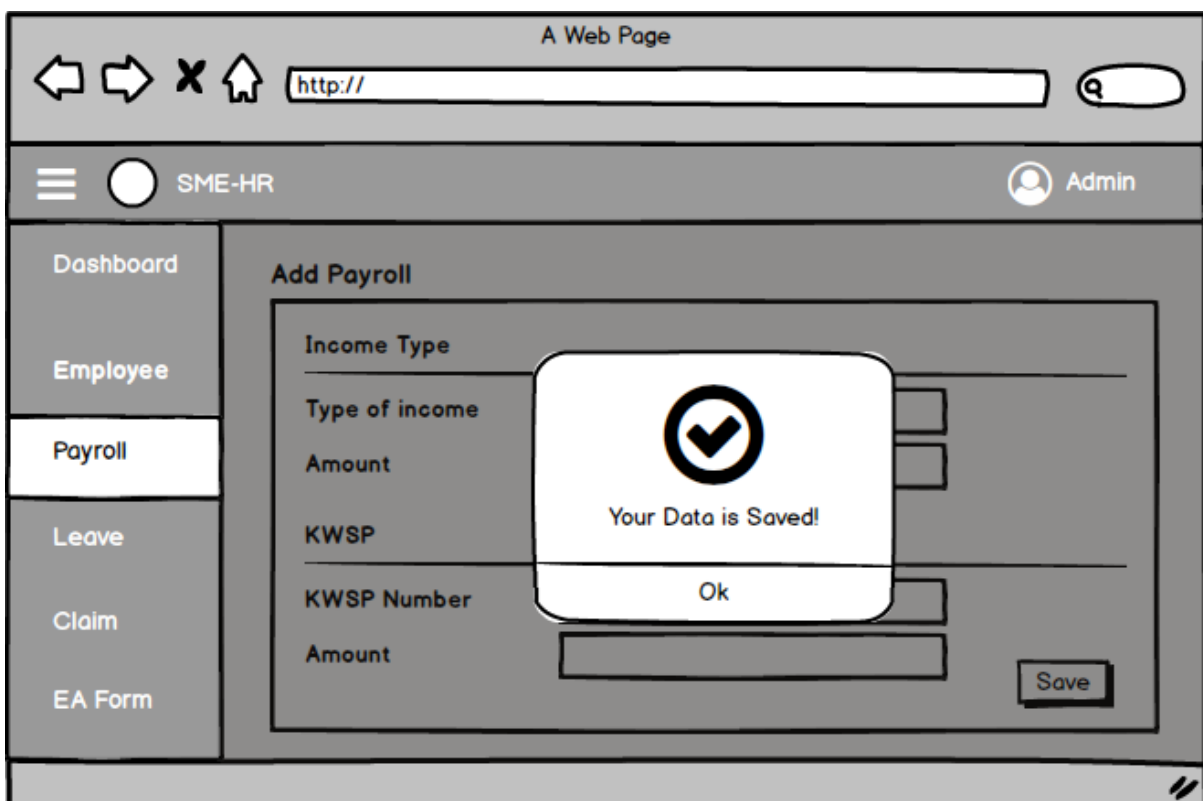 A Web Page
http://
SME-HR
Admin
Dashboard
Employee
Payroll
Leave
Claim
EA Form
Add Payroll
Income Type
Type of income
Amount
KWSP
KWSP Number
Amount
Save
Your Data is Saved!
Ok